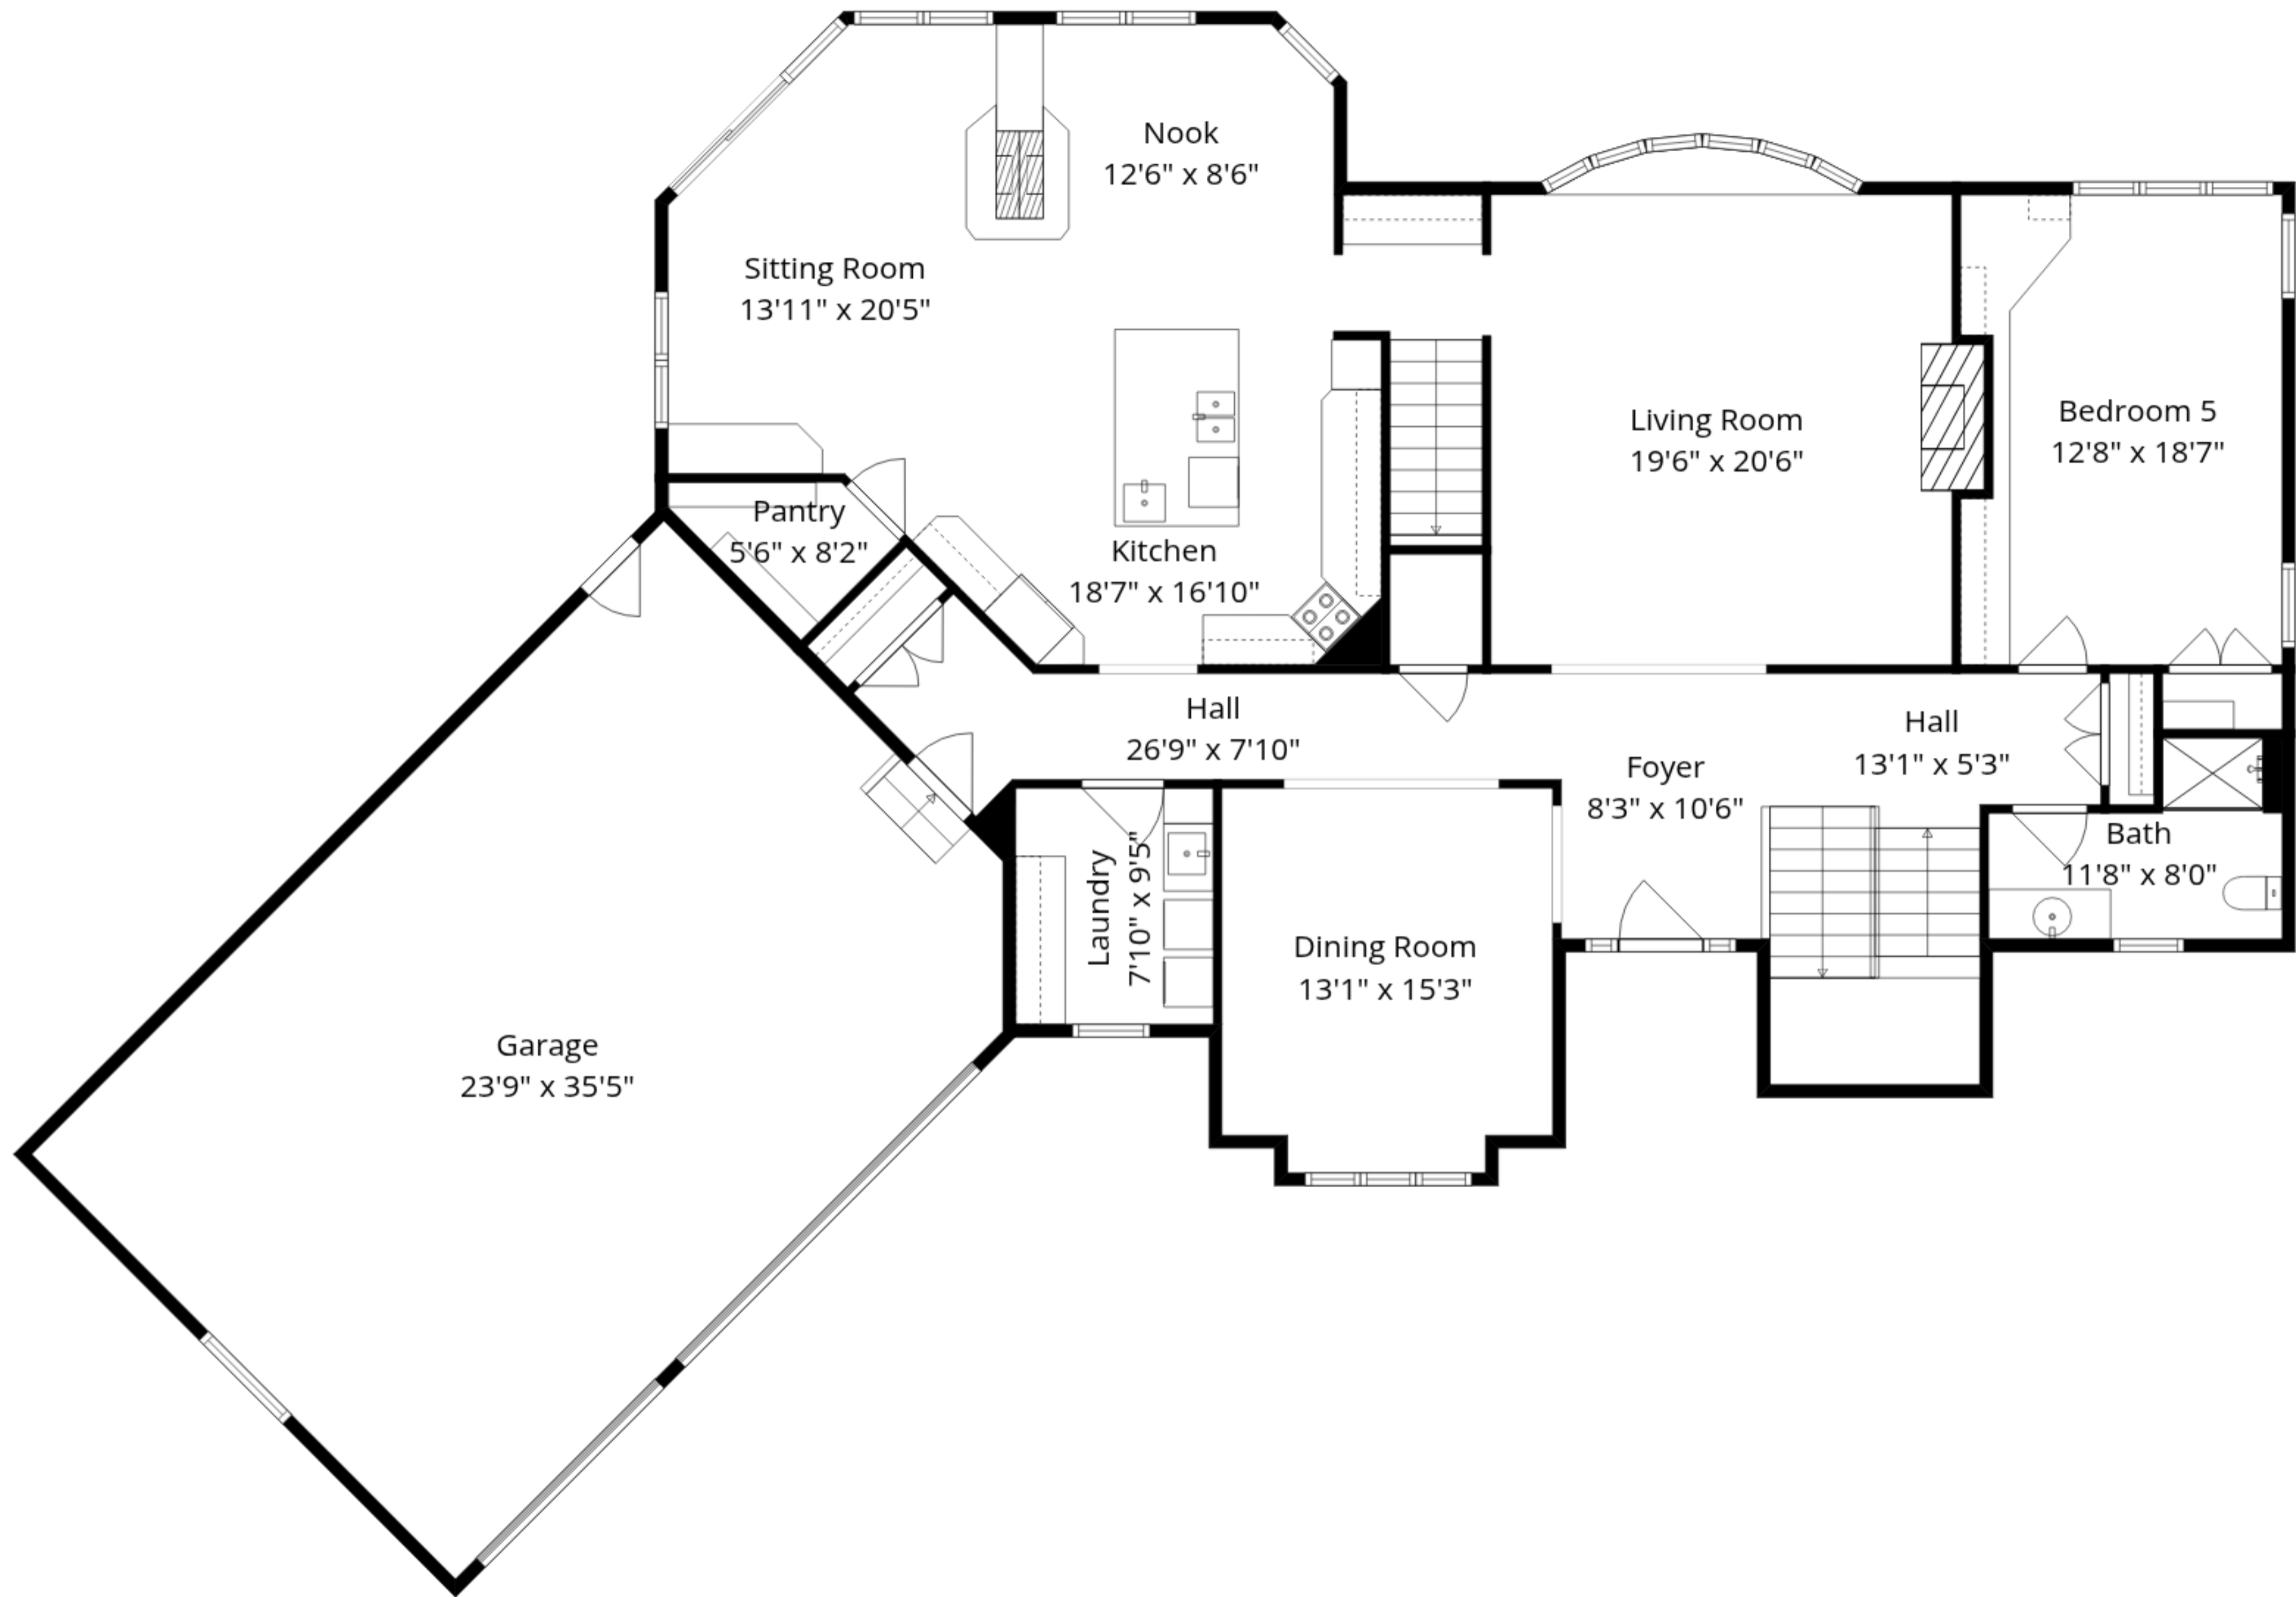 Nook
12'6" x 8'6"
Sitting Room
13'11" x 20'5"
Living Room
19'6" x 20'6"
Bedroom 5
12'8" x 18'7"
Pantry
5'6" x 8'2"
Kitchen
18'7" x 16'10"
Hall
26'9" x 7'10"
Hall
13'1" x 5'3"
Foyer
8'3" x 10'6"
Bath
11'8" x 8'0"
Laundry
7'10" x 9'5"
Dining Room
13'1" x 15'3"
Garage
23'9" x 35'5"